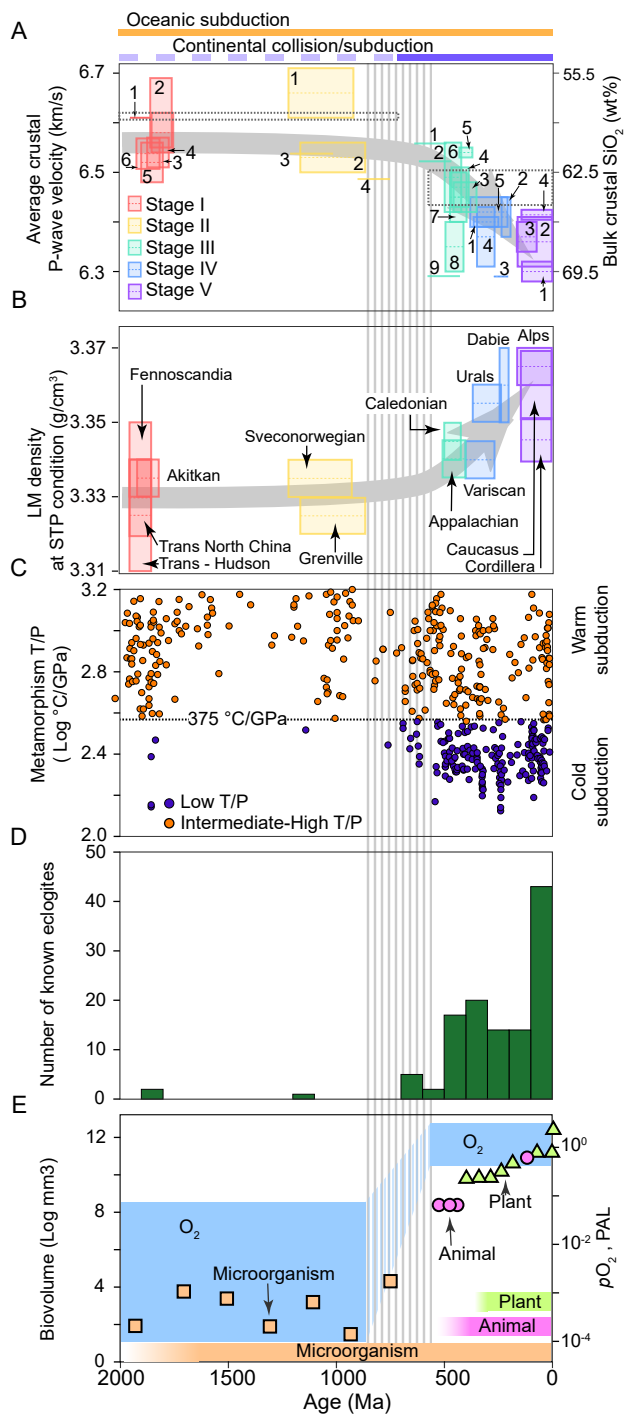 Oceanic subduction
A
Continental collision/subduction
Average crustal
P-wave velocity (km/s)
6.7
6.5
6.3
55.5
62.5
69.5
Bulk crustal SiO2 (wt%)
1
2
6
5
3
4
1
3
2
4
1
2
6
5
4
3
7
8
9
5
2
1
4
3
4
3
2
1
Stage I
Stage II
Stage III
Stage IV
Stage V
B
LM density
at STP condition (g/cm3)
3.37
3.35
3.33
3.31
Fennoscandia
Akitkan
Trans North China
Trans - Hudson
Sveconorwegian
Grenville
Caledonian
Appalachian
Urals
Dabie
Alps
Variscan
Caucasus
Cordillera
C
Metamorphism T/P
( Log °C/GPa)
3.2
2.8
2.4
2.0
375 °C/GPa
Low T/P
Intermediate-High T/P
Warm
subduction
Cold
subduction
D
Number of known eclogites
50
40
30
20
10
0
E
Biovolume (Log mm3)
12
8
4
0
O2
O2
Microorganism
Animal
Plant
Plant
Animal
Microorganism
10^0
10^-2
10^-4
pO2 , PAL
2000
1500
1000
500
0
Age (Ma)